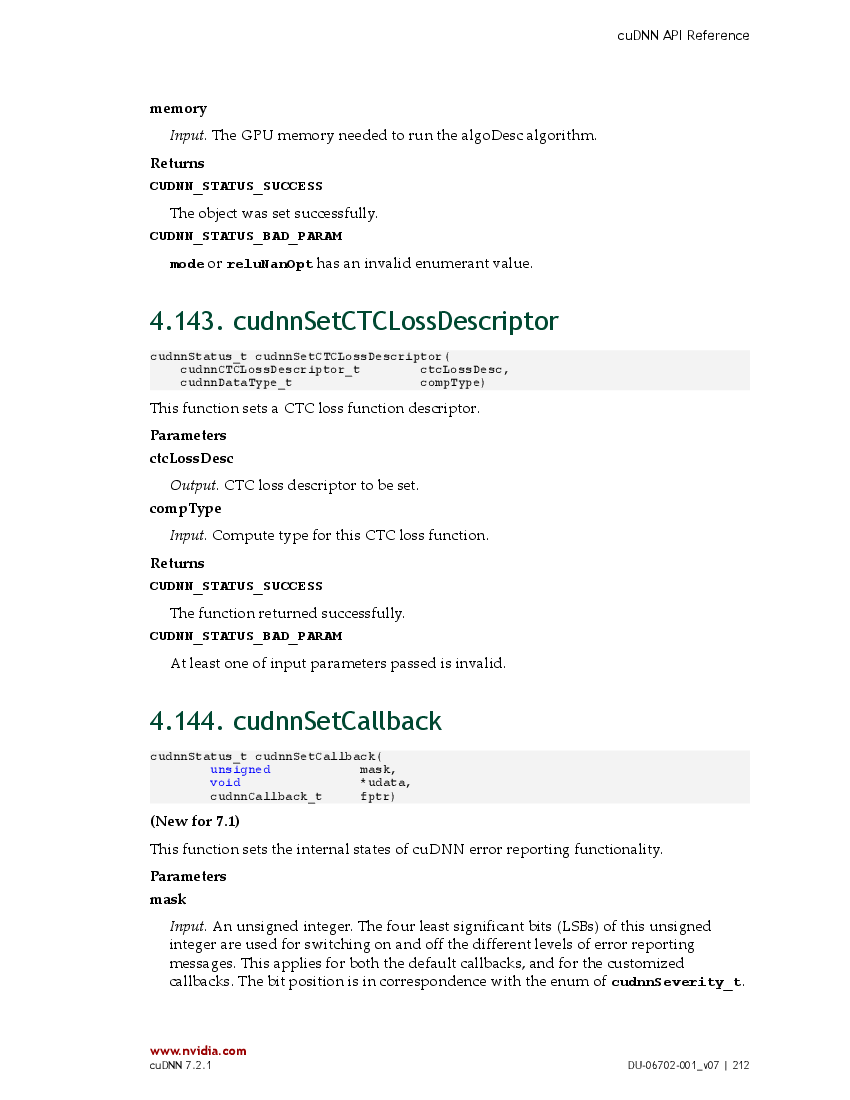 cuDNN API Reference
memory
Input. The GPU memory needed to run the algoDesc algorithm.
Returns
CUDNN_STATUS_SUCCESS
The object was set successfully.
CUDNN_STATUS_BAD_PARAM
mode or reluNanOpt has an invalid enumerant value.
4.143. cudnnSetCTCLossDescriptor
cudnnStatus_t cudnnSetCTCLossDescriptor(
cudnnCTCLossDescriptor_t ctcLossDesc,
cudnnDataType_t compType)
This function sets a CTC loss function descriptor.
Parameters
ctcLossDesc
Output. CTC loss descriptor to be set.
compType
Input. Compute type for this CTC loss function.
Returns
CUDNN_STATUS_SUCCESS
The function returned successfully.
CUDNN_STATUS_BAD_PARAM
At least one of input parameters passed is invalid.
4.144. cudnnSetCallback
cudnnStatus_t cudnnSetCallback(
unsigned mask,
void *udata,
cudnnCallback_t fptr)
(New for 7.1)
This function sets the internal states of cuDNN error reporting functionality.
Parameters
mask
Input. An unsigned integer. The four least significant bits (LSBs) of this unsigned
integer are used for switching on and off the different levels of error reporting
messages. This applies for both the default callbacks, and for the customized
callbacks. The bit position is in correspondence with the enum of cudnnSeverity_t.
www.nvidia.com
cuDNN 7.2.1 DU-06702-001_v07 | 212